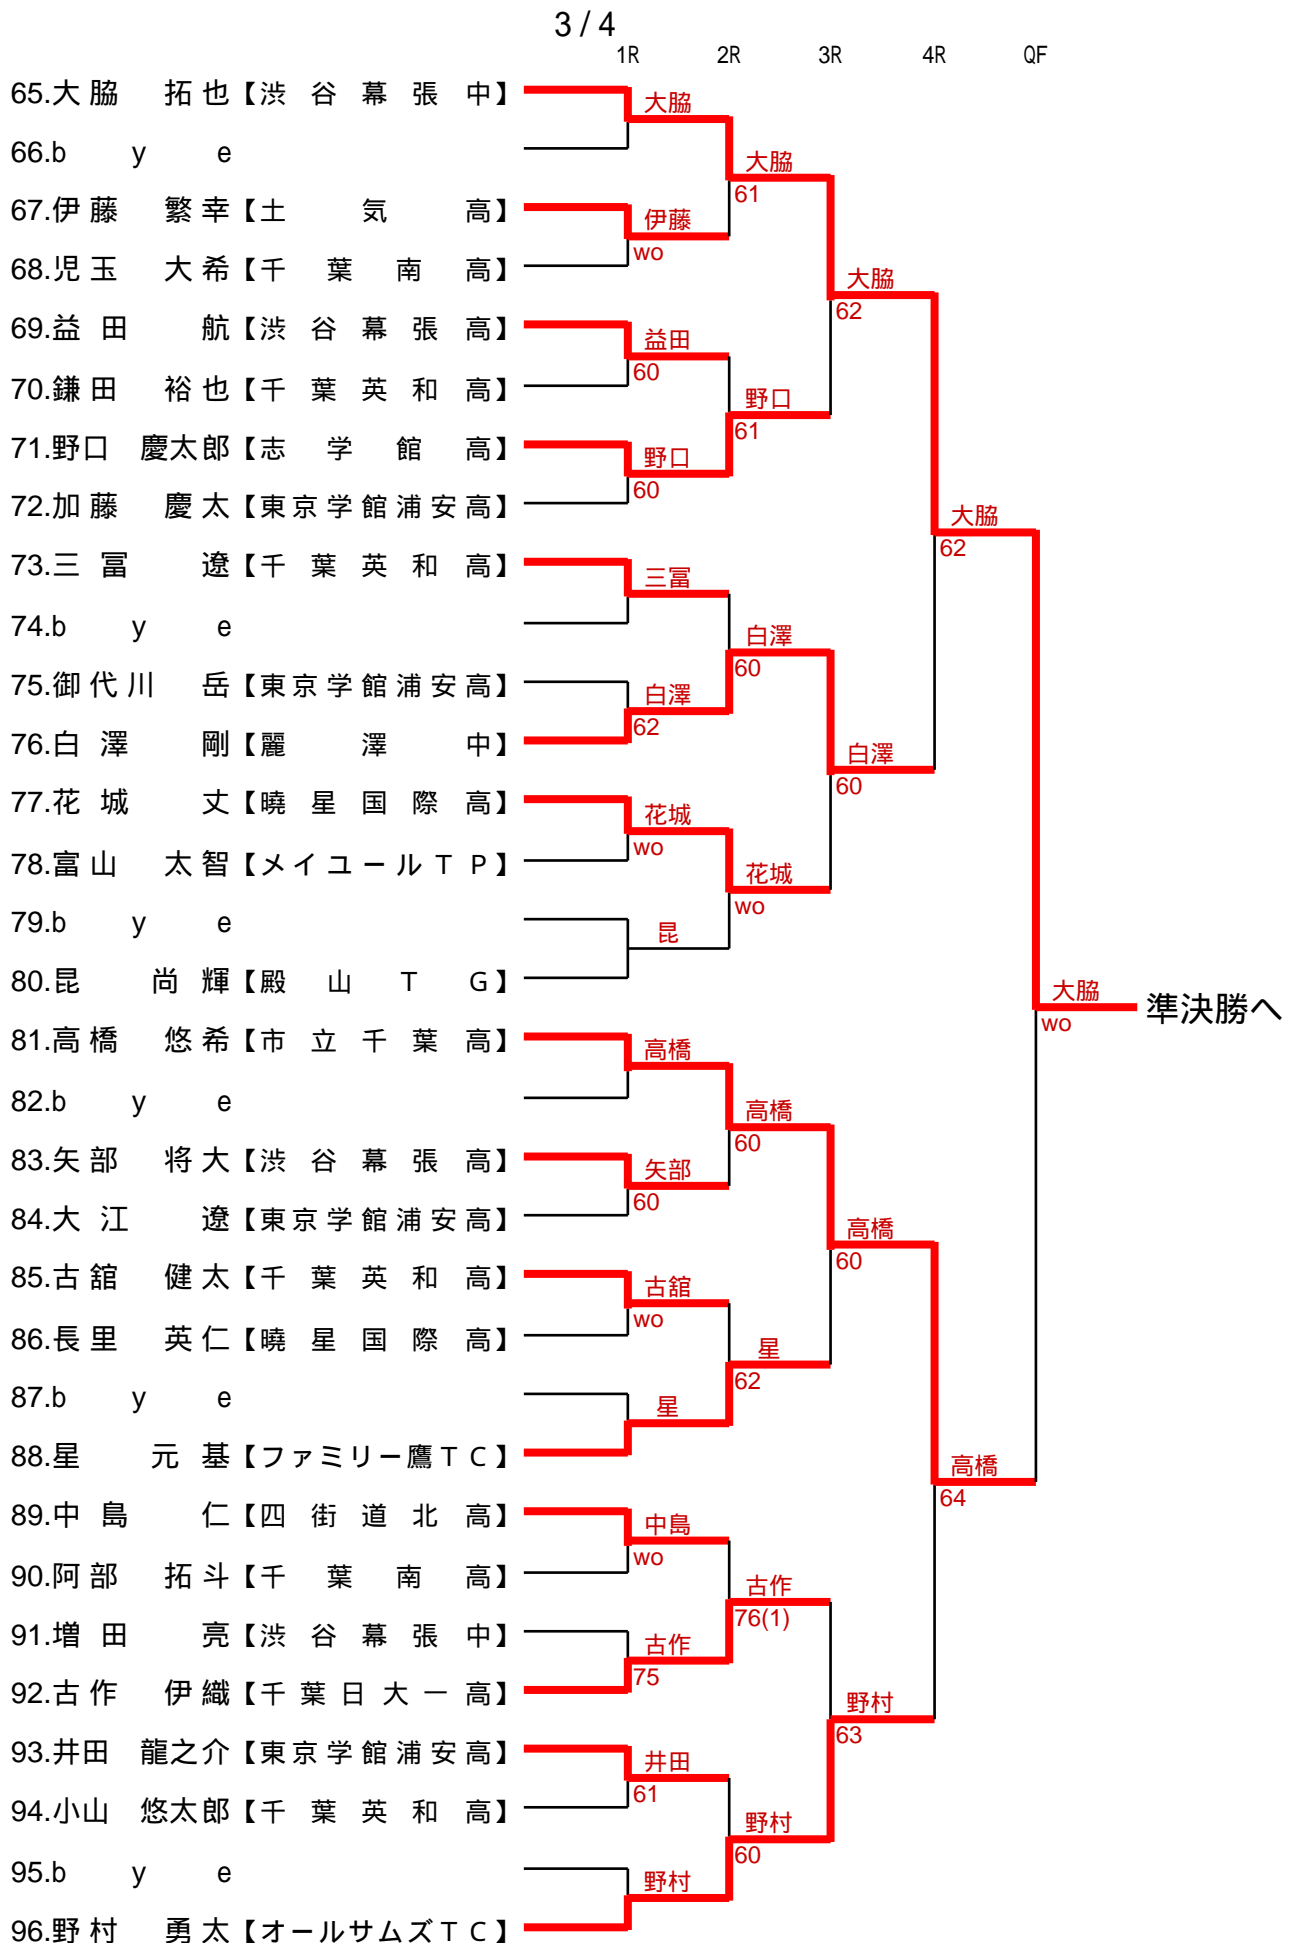 3 / 4
1R 2R 3R 4R QF
65.大脇 拓也【渋谷幕張中】
大脇
66.bye
大脇
61
67.伊藤 繁幸【土気高】
伊藤
wo
68.児玉 大希【千葉南高】
大脇
62
69.益田 航【渋谷幕張高】
益田
60
70.鎌田 裕也【千葉英和高】
野口
61
71.野口 慶太郎【志学館高】
野口
60
72.加藤 慶太【東京学館浦安高】
大脇
62
73.三冨 遼【千葉英和高】
三冨
74.bye
白澤
60
75.御代川 岳【東京学館浦安高】
白澤
62
76.白澤 剛【麗澤中】
白澤
60
77.花城 丈【暁星国際高】
花城
wo
78.富山 太智【メイユールTP】
花城
wo
79.bye
昆
80.昆 尚輝【殿山TG】
大脇
wo
準決勝へ
81.高橋 悠希【市立千葉高】
高橋
82.bye
高橋
60
83.矢部 将大【渋谷幕張高】
矢部
60
84.大江 遼【東京学館浦安高】
高橋
60
85.古舘 健太【千葉英和高】
古舘
wo
86.長里 英仁【暁星国際高】
星
62
87.bye
星
88.星 元基【ファミリー鷹TC】
高橋
64
89.中島 仁【四街道北高】
中島
wo
90.阿部 拓斗【千葉南高】
古作
76(1)
91.増田 亮【渋谷幕張中】
古作
75
92.古作 伊織【千葉日大一高】
野村
63
93.井田 龍之介【東京学館浦安高】
井田
61
94.小山 悠太郎【千葉英和高】
野村
60
95.bye
野村
96.野村 勇太【オールサムズTC】